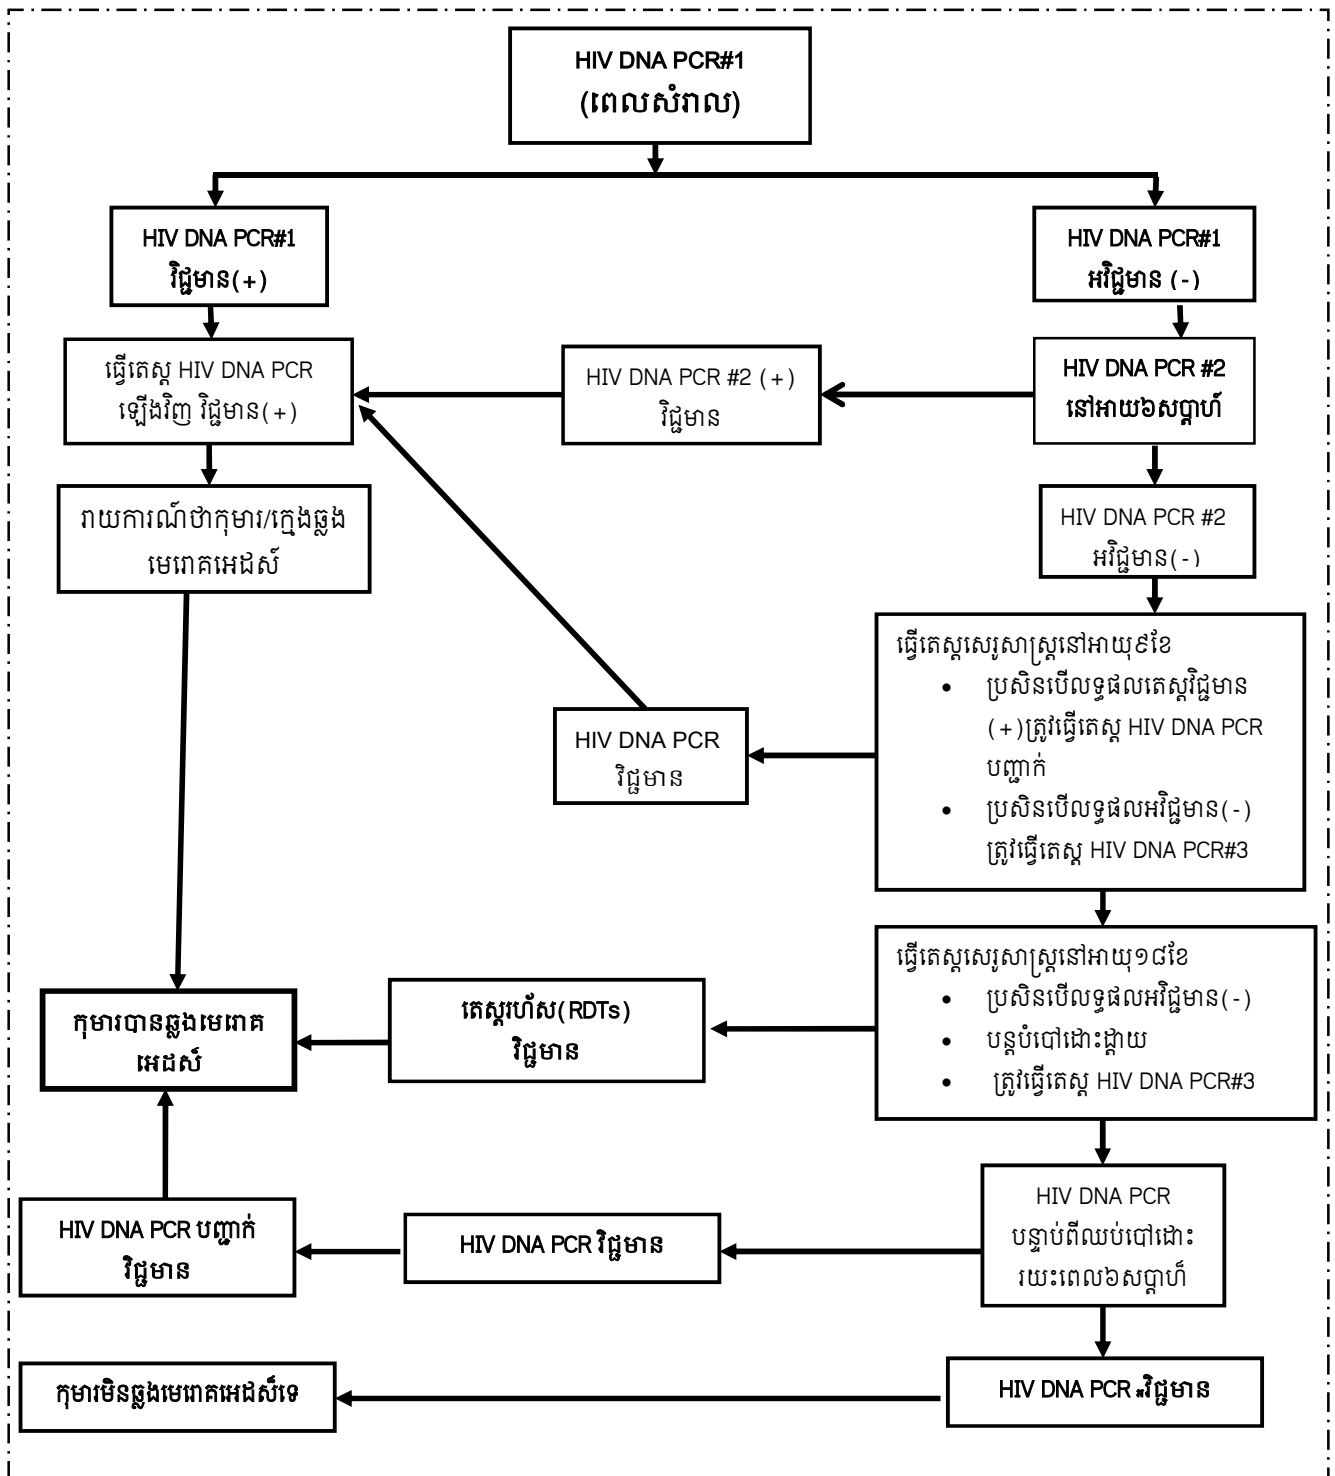 HIV DNA PCR#1
(ពេលសំរាល)
HIV DNA PCR#1
វិជ្ជមាន(+)
HIV DNA PCR#1
អវិជ្ជមាន (-)
ធ្វើតេស្ត HIV DNA PCR
ឡើងវិញ វិជ្ជមាន(+)
HIV DNA PCR #2 (+)
វិជ្ជមាន
HIV DNA PCR #2
នៅអាយ៦សប្តាហ៍
រាយការណ៍ថាកុមារ/ក្មេងឆ្លង
មេរោគអេដស៍
HIV DNA PCR #2
អវិជ្ជមាន(-)
ធ្វើតេស្តសេរូសាស្ត្រនៅអាយុ៩ខែ
• ប្រសិនបើលទ្ធផលតេស្តវិជ្ជមាន
(+)ត្រូវធ្វើតេស្ត HIV DNA PCR
បញ្ជាក់
• ប្រសិនបើលទ្ធផលអវិជ្ជមាន(-)
ត្រូវធ្វើតេស្ត HIV DNA PCR#3
HIV DNA PCR
វិជ្ជមាន
ធ្វើតេស្តសេរូសាស្ត្រនៅអាយុ១៨ខែ
• ប្រសិនបើលទ្ធផលអវិជ្ជមាន(-)
• បន្តបំបៅដោះដ្តាយ
• ត្រូវធ្វើតេស្ត HIV DNA PCR#3
តេស្តរហ័ស(RDTs)
វិជ្ជមាន
កុមារបានឆ្លងមេរោគ
អេដស៍
HIV DNA PCR
បន្ទាប់ពីឈប់បៅដោះ
រយះពេល៦សប្តាហ៍
HIV DNA PCR វិជ្ជមាន
HIV DNA PCR បញ្ជាក់
វិជ្ជមាន
HIV DNA PCR អវិជ្ជមាន
កុមារមិនឆ្លងមេរោគអេដស៍ទេ